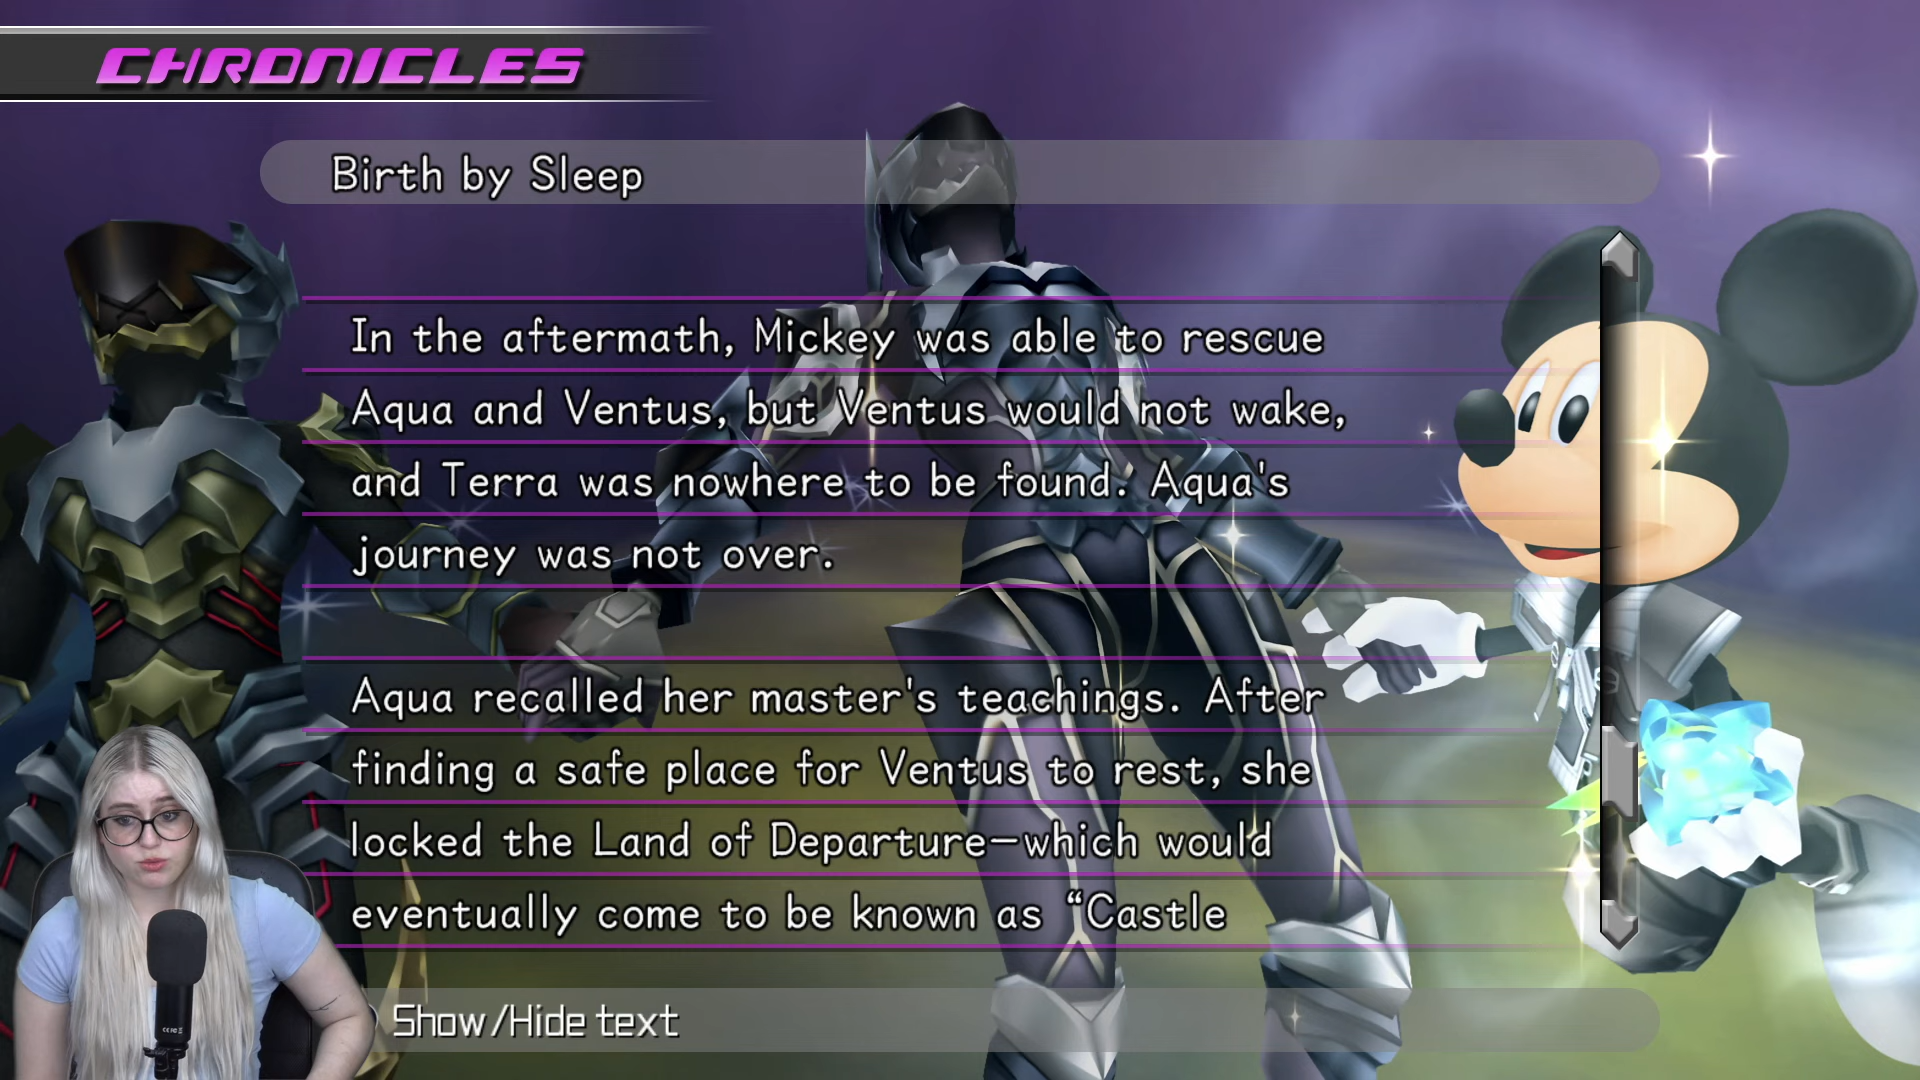 CHRONICLES
Birth by Sleep
In the aftermath, Mickey was able to rescue
Aqua and Ventus, but Ventus would not wake,
and Terra was nowhere to be found. Aqua's
journey was not over.
Aqua recalled her master's teachings. After
finding a safe place for Ventus to rest, she
locked the Land of Departure—which would
eventually come to be known as “Castle
Show/Hide text